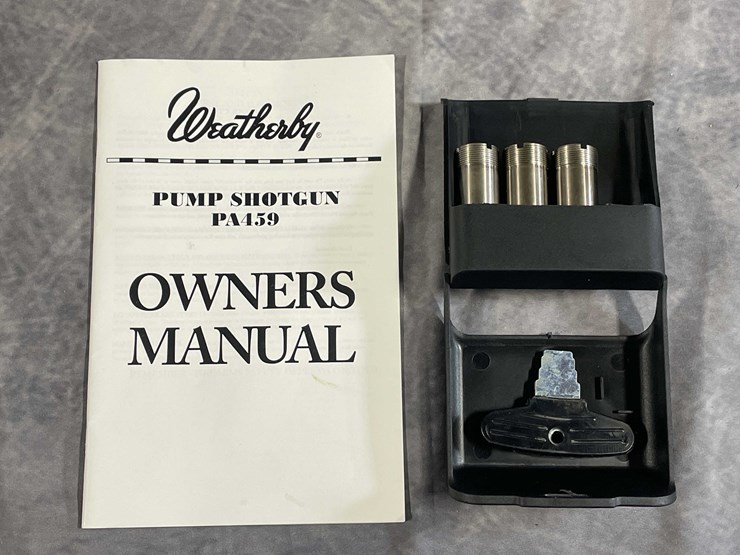 Weatherby®
PUMP SHOTGUN
PA459
OWNERS
MANUAL